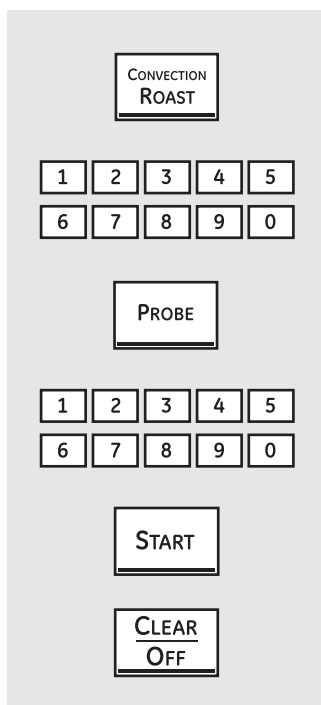 CONVECTION
ROAST
1 2 3 4 5
6 7 8 9 0
PROBE
1 2 3 4 5
6 7 8 9 0
START
CLEAR
OFF